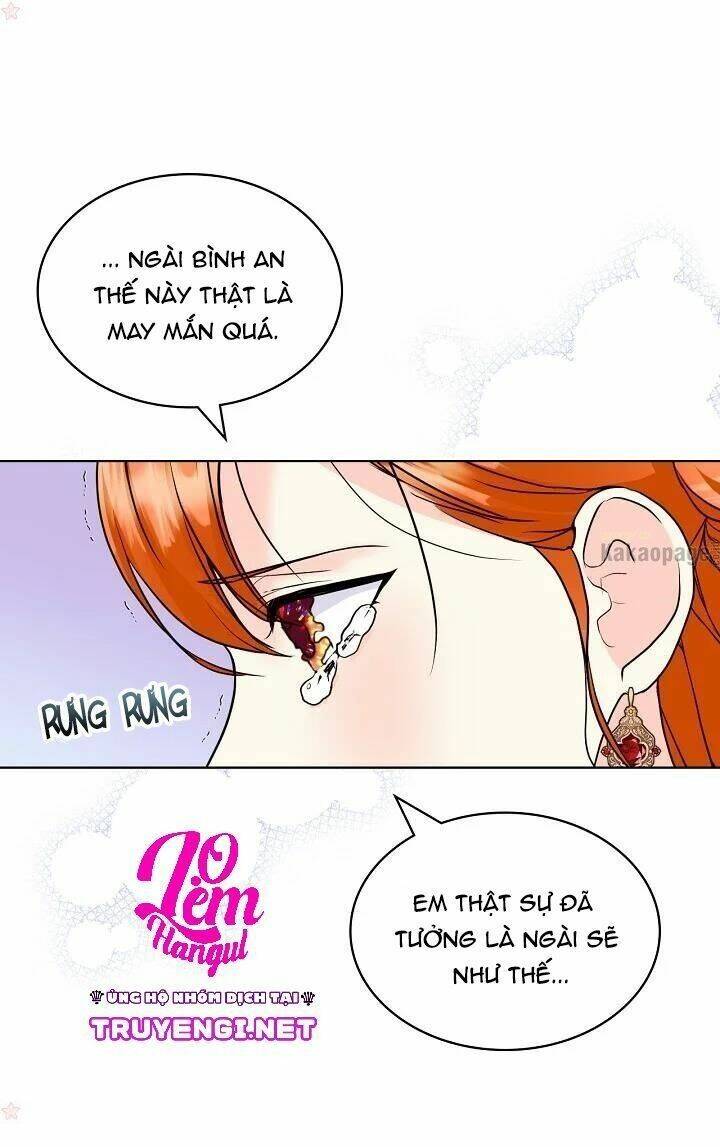 ... NGÀI BÌNH AN
THẾ NÀY THẬT LÀ
MAY MẮN QUÁ.
Kakaopage
RƯNG RƯNG
LO
Lem
Hangul
EM THẬT SỰ ĐÃ
TƯỞNG LÀ NGÀI SẼ
NHƯ THẾ...
ỦNG HỘ NHÓM DỊCH TẠI
TRUYENGI.NET